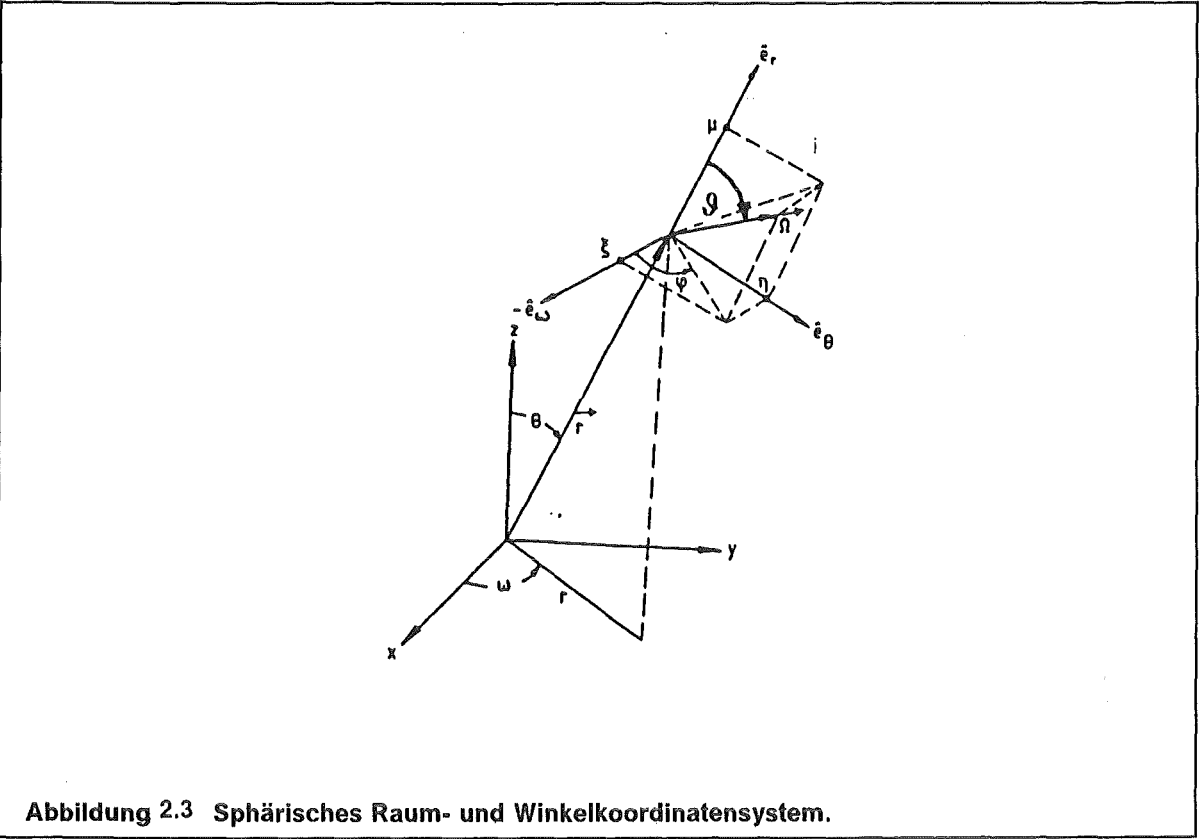 ê_r
μ
ϑ
Ω
ξ
φ
η
-ê_ω
ê_θ
z
θ
r
y
ω
r
x
Abbildung 2.3 Sphärisches Raum- und Winkelkoordinatensystem.